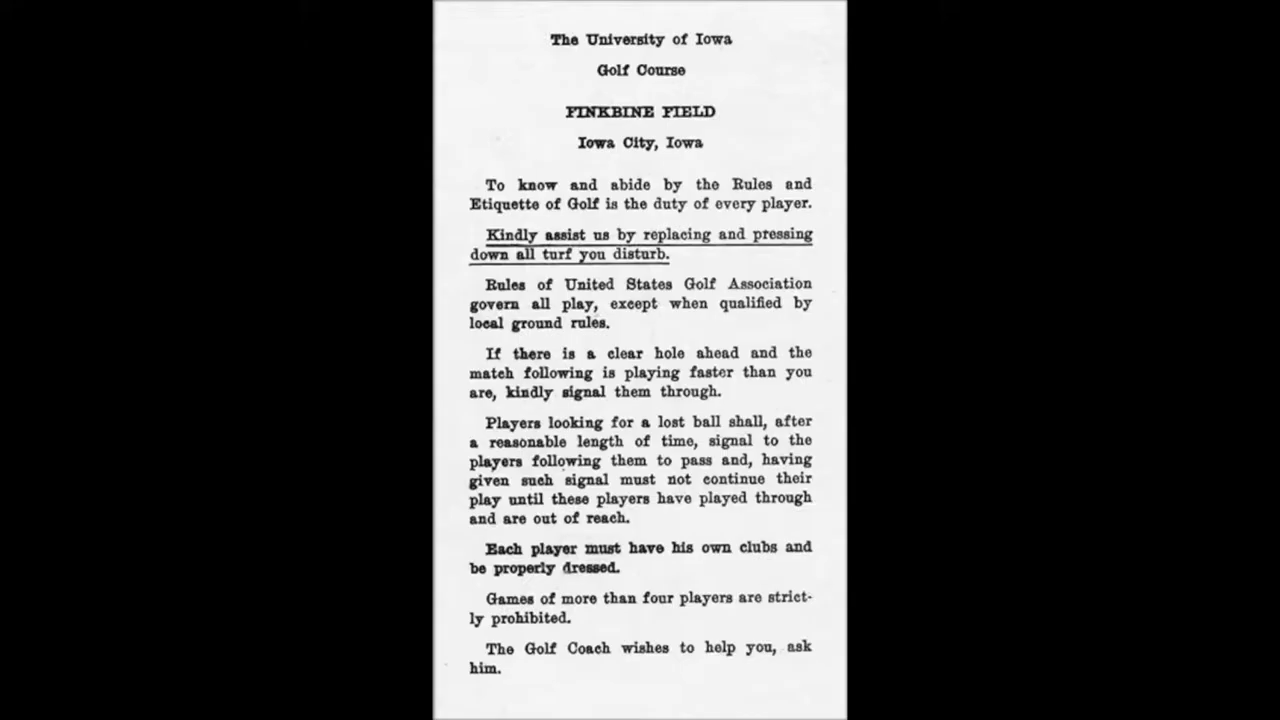 The University of Iowa
Golf Course
FINKBINE FIELD
Iowa City, Iowa
To know and abide by the Rules and
Etiquette of Golf is the duty of every player.
Kindly assist us by replacing and pressing
down all turf you disturb.
Rules of United States Golf Association
govern all play, except when qualified by
local ground rules.
If there is a clear hole ahead and the
match following is playing faster than you
are, kindly signal them through.
Players looking for a lost ball shall, after
a reasonable length of time, signal to the
players following them to pass and, having
given such signal must not continue their
play until these players have played through
and are out of reach.
Each player must have his own clubs and
be properly dressed.
Games of more than four players are strict-
ly prohibited.
The Golf Coach wishes to help you, ask
him.